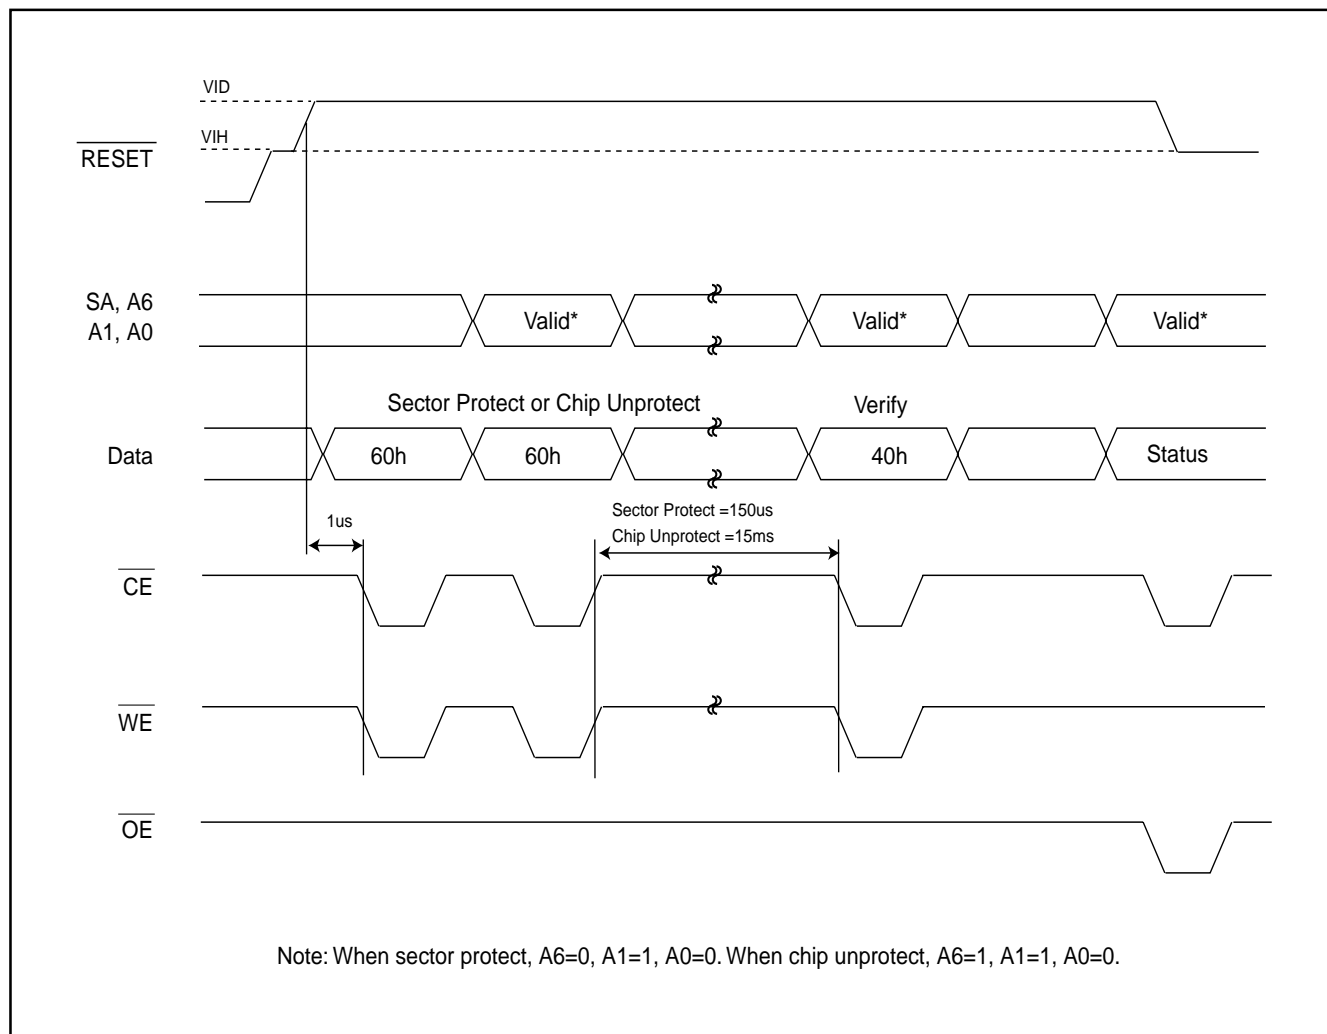 VID
VIH
RESET
SA, A6
A1, A0
Valid*
Valid*
Valid*
Sector Protect or Chip Unprotect
Verify
Data
60h
60h
40h
Status
1us
Sector Protect =150us
Chip Unprotect =15ms
CE
WE
OE
Note: When sector protect, A6=0, A1=1, A0=0. When chip unprotect, A6=1, A1=1, A0=0.